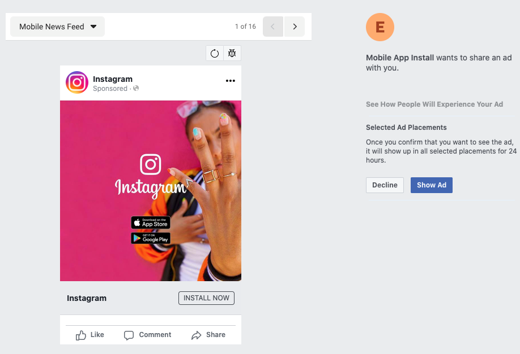 Mobile News Feed
1 of 16
Instagram
Sponsored ·
Instagram
Download on the
App Store
GET IT ON
Google Play
Instagram
INSTALL NOW
Like
Comment
Share
E
Mobile App Install wants to share an ad
with you.
See How People Will Experience Your Ad
Selected Ad Placements
Once you confirm that you want to see the ad,
it will show up in all selected placements for 24
hours.
Decline
Show Ad